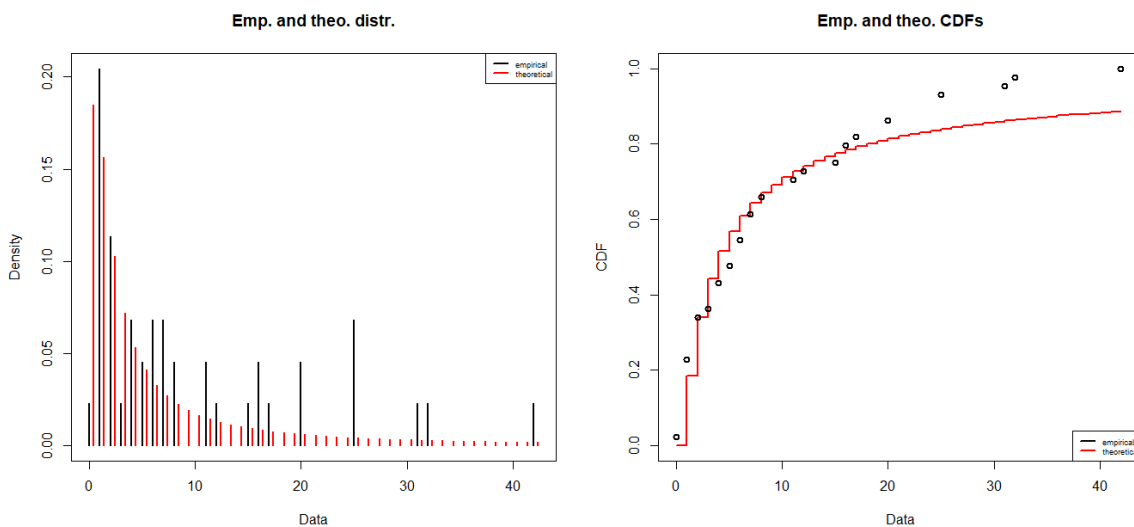 Emp. and theo. distr.
empirical
theoretical
Density
0.00
0.05
0.10
0.15
0.20
0
10
20
30
40
Data
Emp. and theo. CDFs
CDF
0.0
0.2
0.4
0.6
0.8
1.0
empirical
theoretical
0
10
20
30
40
Data